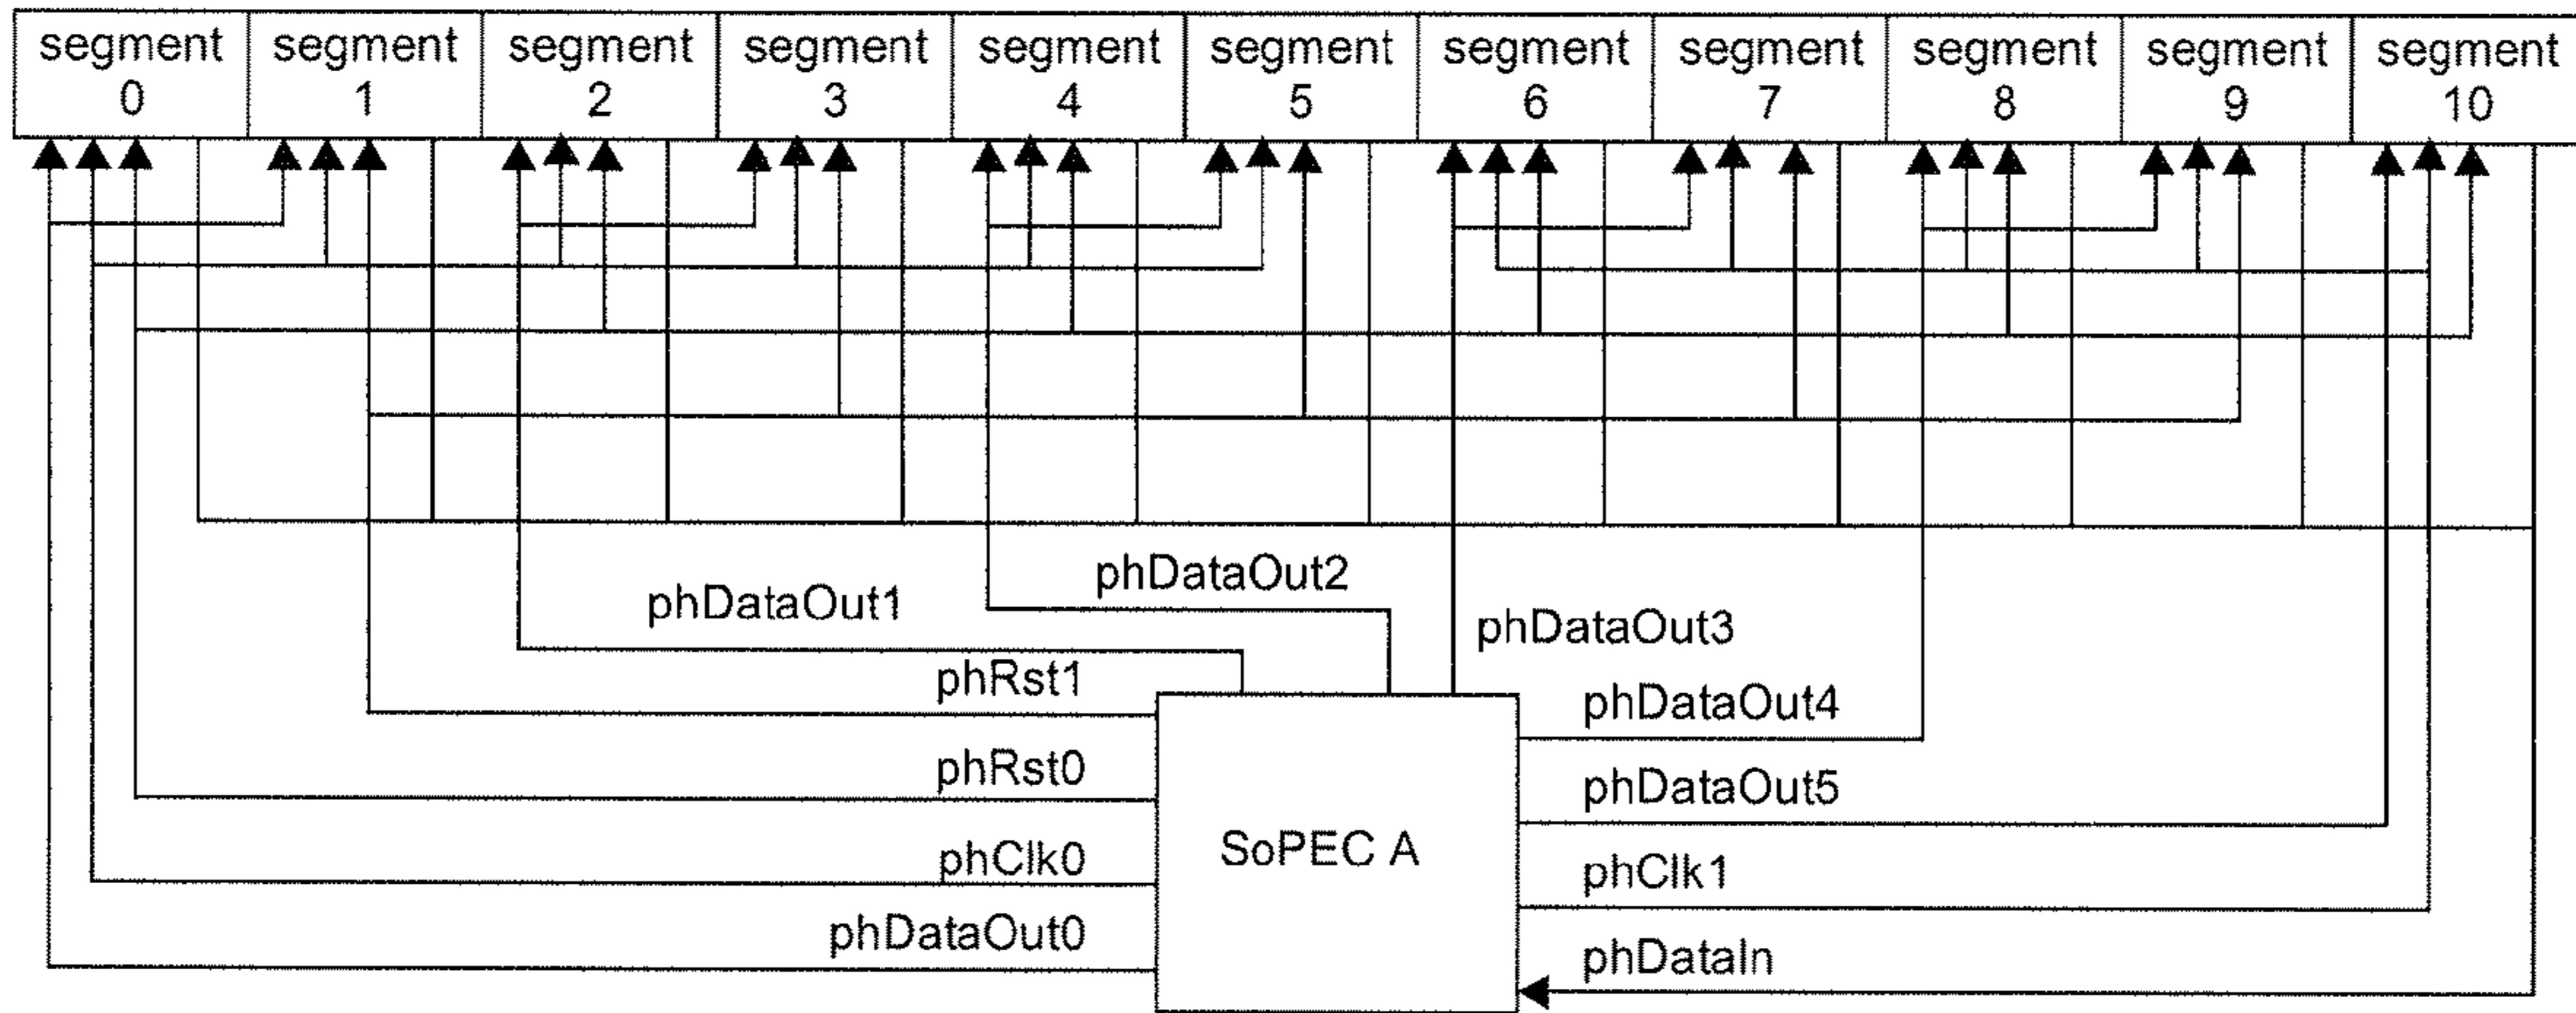 segment 0
segment 1
segment 2
segment 3
segment 4
segment 5
segment 6
segment 7
segment 8
segment 9
segment 10
phDataOut2
phDataOut1
phDataOut3
phRst1
phDataOut4
phRst0
phDataOut5
SoPEC A
phClk0
phClk1
phDataOut0
phDataIn